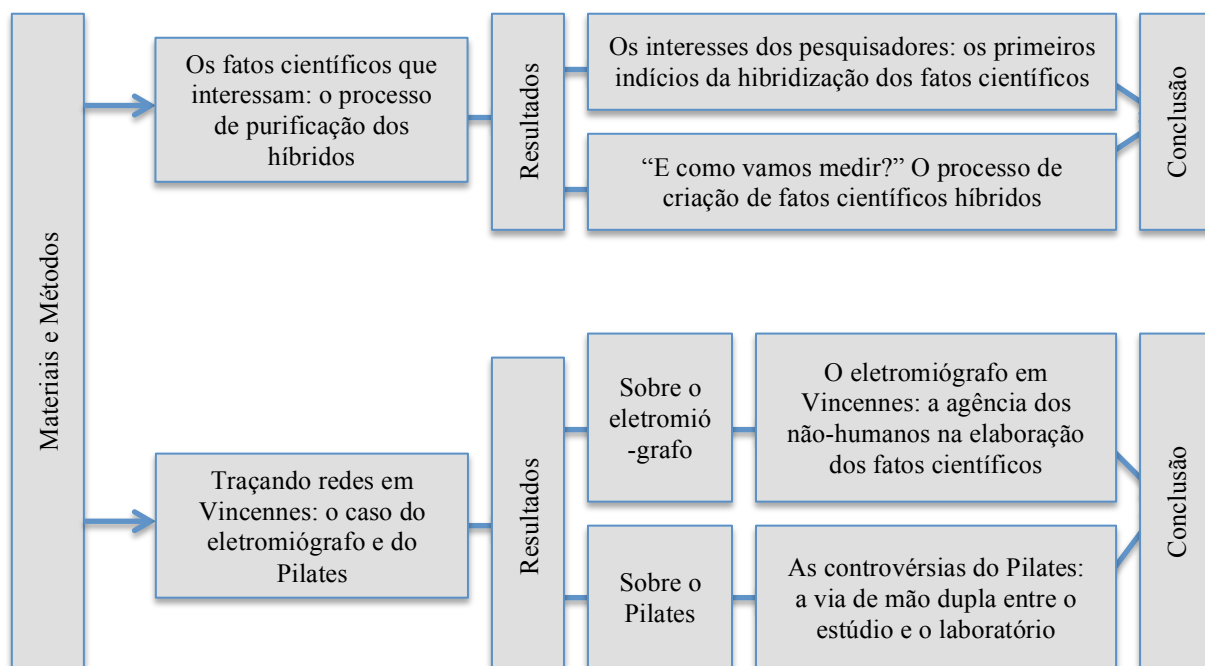 Materiais e Métodos
Os fatos científicos que
interessam: o processo
de purificação dos
híbridos
Resultados
Os interesses dos pesquisadores: os primeiros
indícios da hibridização dos fatos científicos
“E como vamos medir?” O processo de
criação de fatos científicos híbridos
Conclusão
Traçando redes em
Vincennes: o caso do
eletromiógrafo e do
Pilates
Resultados
Sobre o
eletromió
-grafo
O eletromiógrafo em
Vincennes: a agência dos
não-humanos na elaboração
dos fatos científicos
Sobre o
Pilates
As controvérsias do Pilates:
a via de mão dupla entre o
estúdio e o laboratório
Conclusão